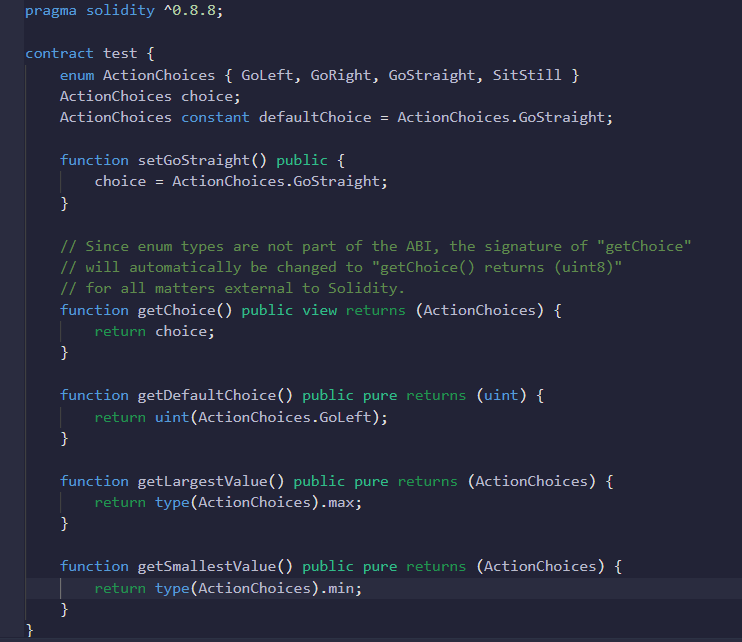 pragma solidity ^0.8.8;
contract test {
enum ActionChoices { GoLeft, GoRight, GoStraight, SitStill }
ActionChoices choice;
ActionChoices constant defaultChoice = ActionChoices.GoStraight;
function setGoStraight() public {
choice = ActionChoices.GoStraight;
}
// Since enum types are not part of the ABI, the signature of "getChoice"
// will automatically be changed to "getChoice() returns (uint8)"
// for all matters external to Solidity.
function getChoice() public view returns (ActionChoices) {
return choice;
}
function getDefaultChoice() public pure returns (uint) {
return uint(ActionChoices.GoLeft);
}
function getLargestValue() public pure returns (ActionChoices) {
return type(ActionChoices).max;
}
function getSmallestValue() public pure returns (ActionChoices) {
return type(ActionChoices).min;
}
}